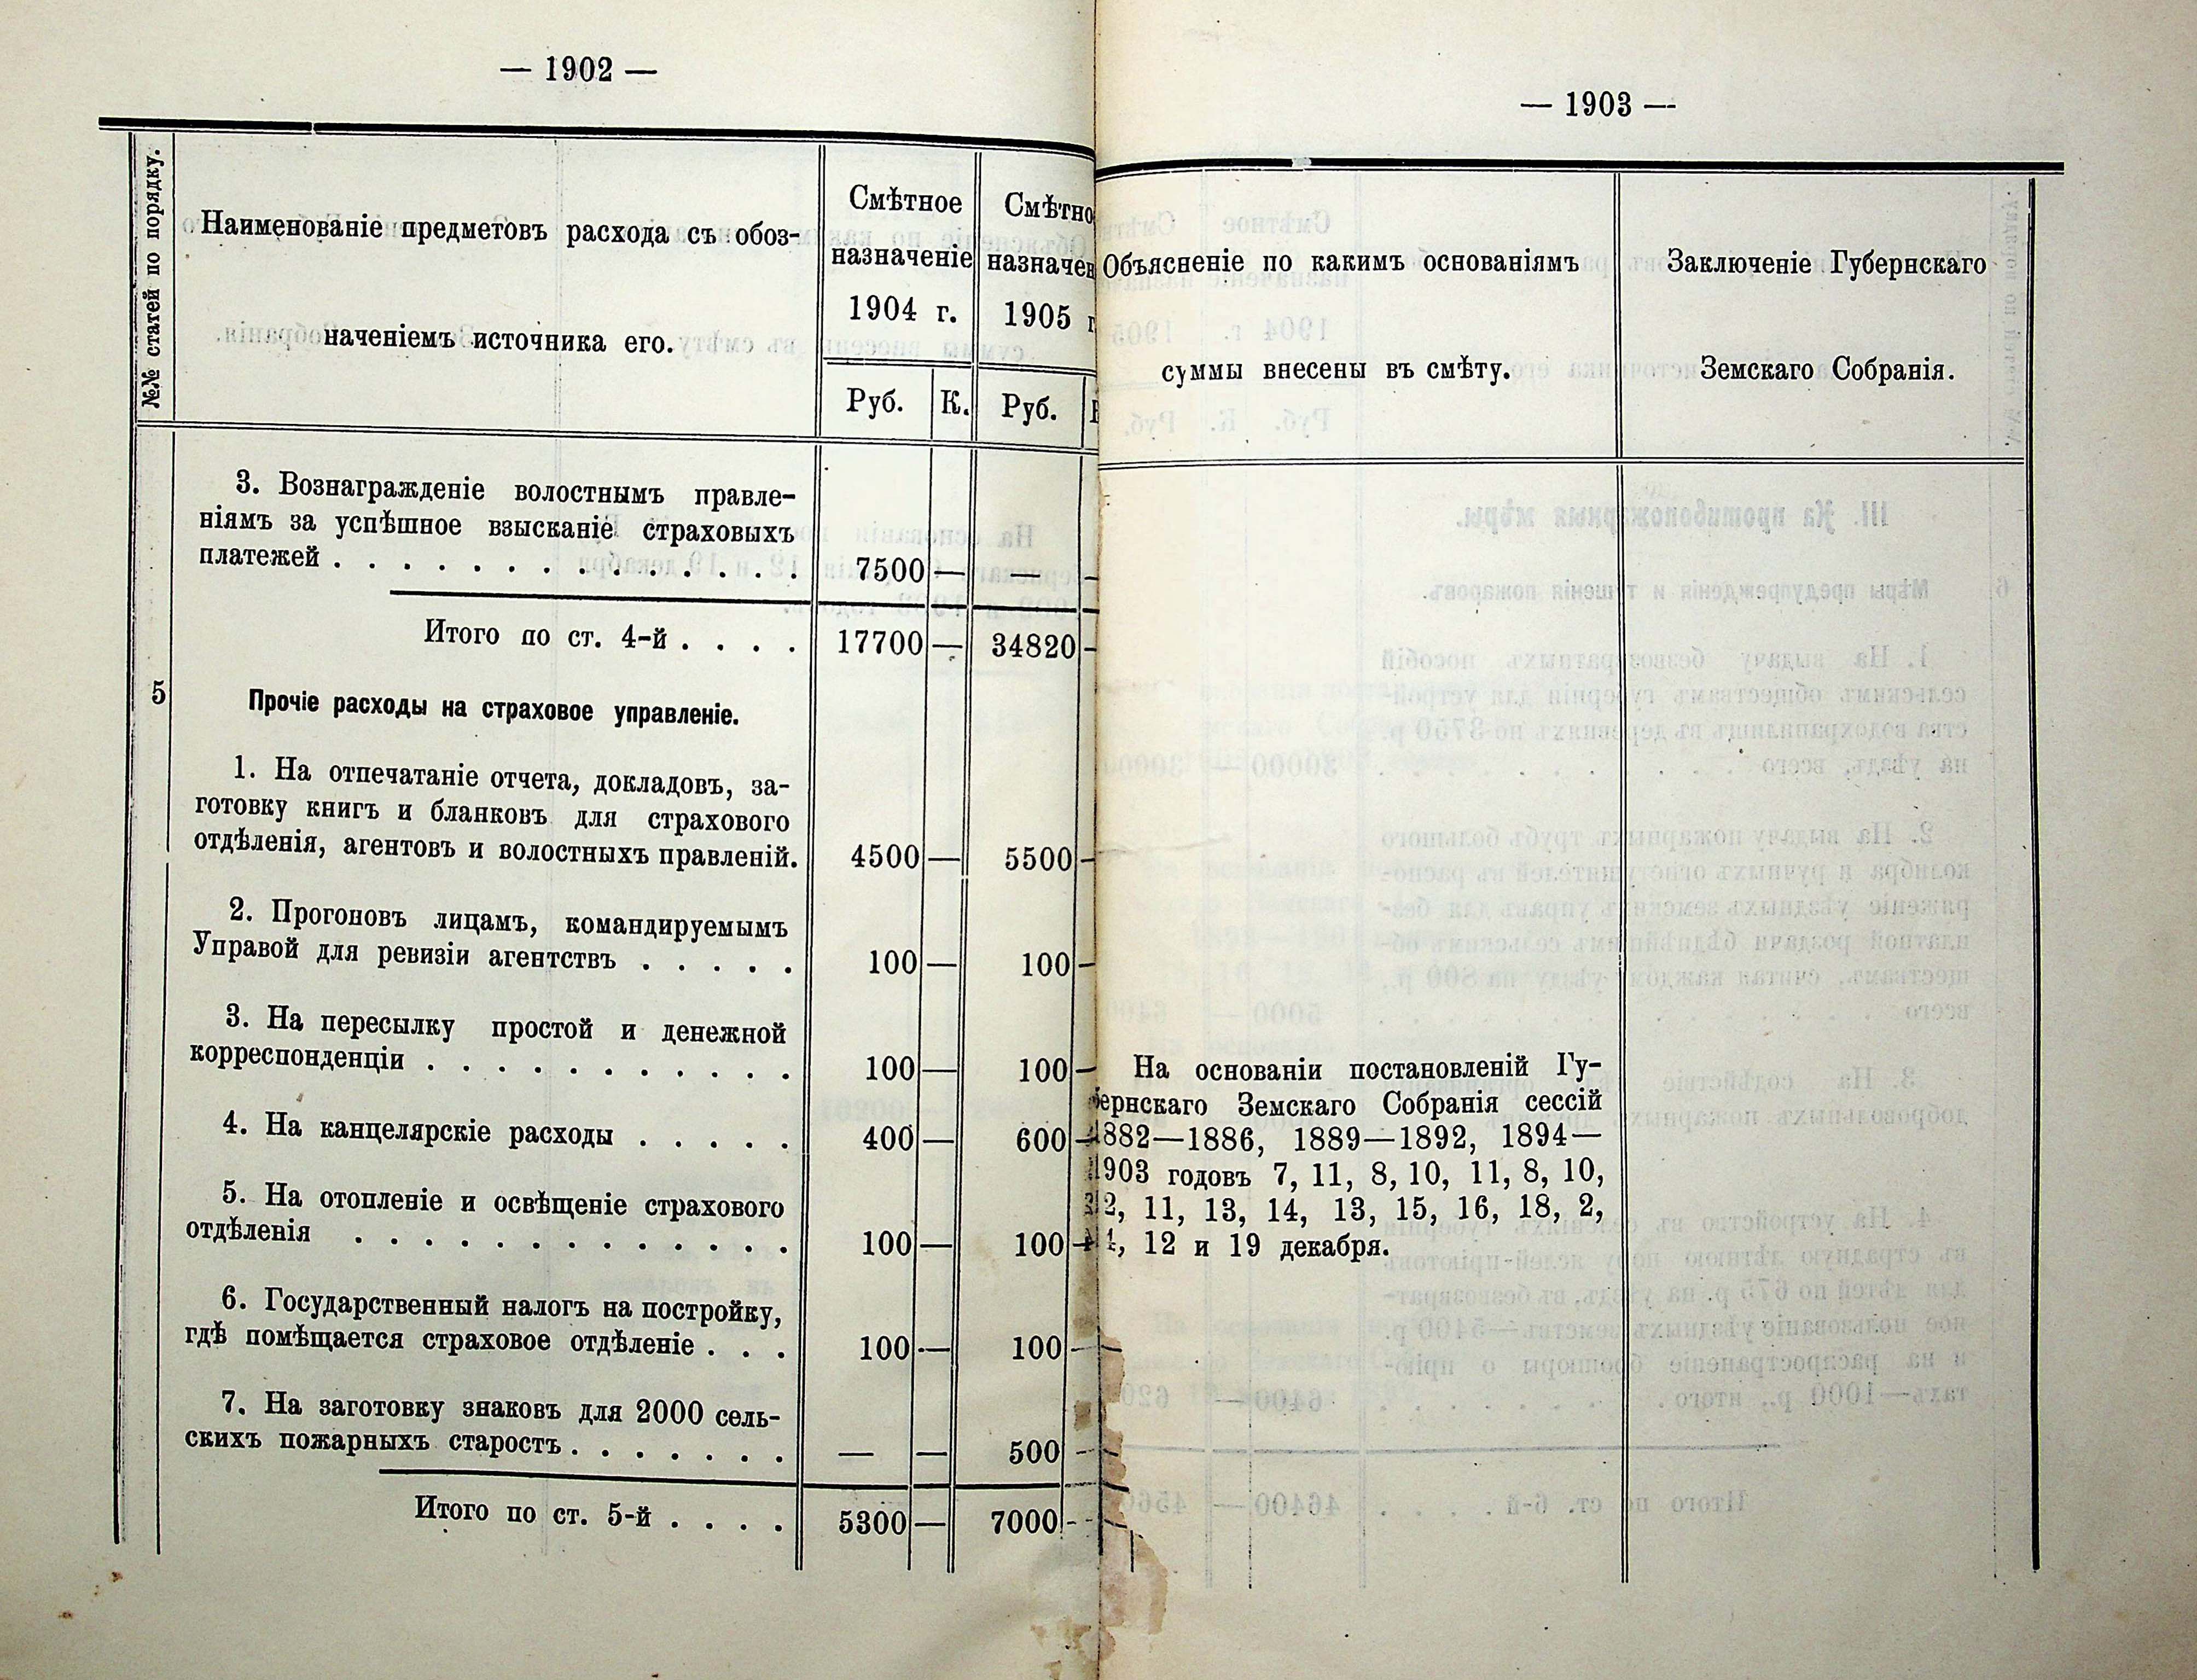 — 1902 —
№№ статей по порядку.
Наименованіе предметовъ расхода съ обоз-
наченіемъ источника его.
Смѣтное
назначеніе
1904 г.
Руб. К.
Смѣтно
назначен
1905 г
Руб.
3. Вознагражденіе волостнымъ правле-
ніямъ за успѣшное взысканіе страховыхъ
платежей . . . . . . . . . . . . . . 7500 — —
Итого по ст. 4-й . . . . 17700 — 34820 —
5
Прочіе расходы на страховое управленіе.
1. На отпечатаніе отчета, докладовъ, за-
готовку книгъ и бланковъ для страхового
отдѣленія, агентовъ и волостныхъ правленій. 4500 — 5500 —
2. Прогоновъ лицамъ, командируемымъ
Управой для ревизіи агентствъ . . . . . 100 — 100 —
3. На пересылку простой и денежной
корреспонденціи . . . . . . . . . . . 100 — 100 —
4. На канцелярскіе расходы . . . . . 400 — 600 —
5. На отопленіе и освѣщеніе страхового
отдѣленія . . . . . . . . . . . . . 100 — 100 —
6. Государственный налогъ на постройку,
гдѣ помѣщается страховое отдѣленіе . . . 100 — 100 —
7. На заготовку знаковъ для 2000 сель-
скихъ пожарныхъ старостъ . . . . . . . — — 500 —
Итого по ст. 5-й . . . . 5300 — 7000 —
— 1903 —
Объясненіе по какимъ основаніямъ
суммы внесены въ смѣту.
Заключеніе Губернскаго
Земскаго Собранія.
На основаніи постановленій Гу-
бернскаго Земскаго Собранія сессій
1882—1886, 1889—1892, 1894—
1903 годовъ 7, 11, 8, 10, 11, 8, 10,
2, 11, 13, 14, 13, 15, 16, 18, 2,
12 и 19 декабря.